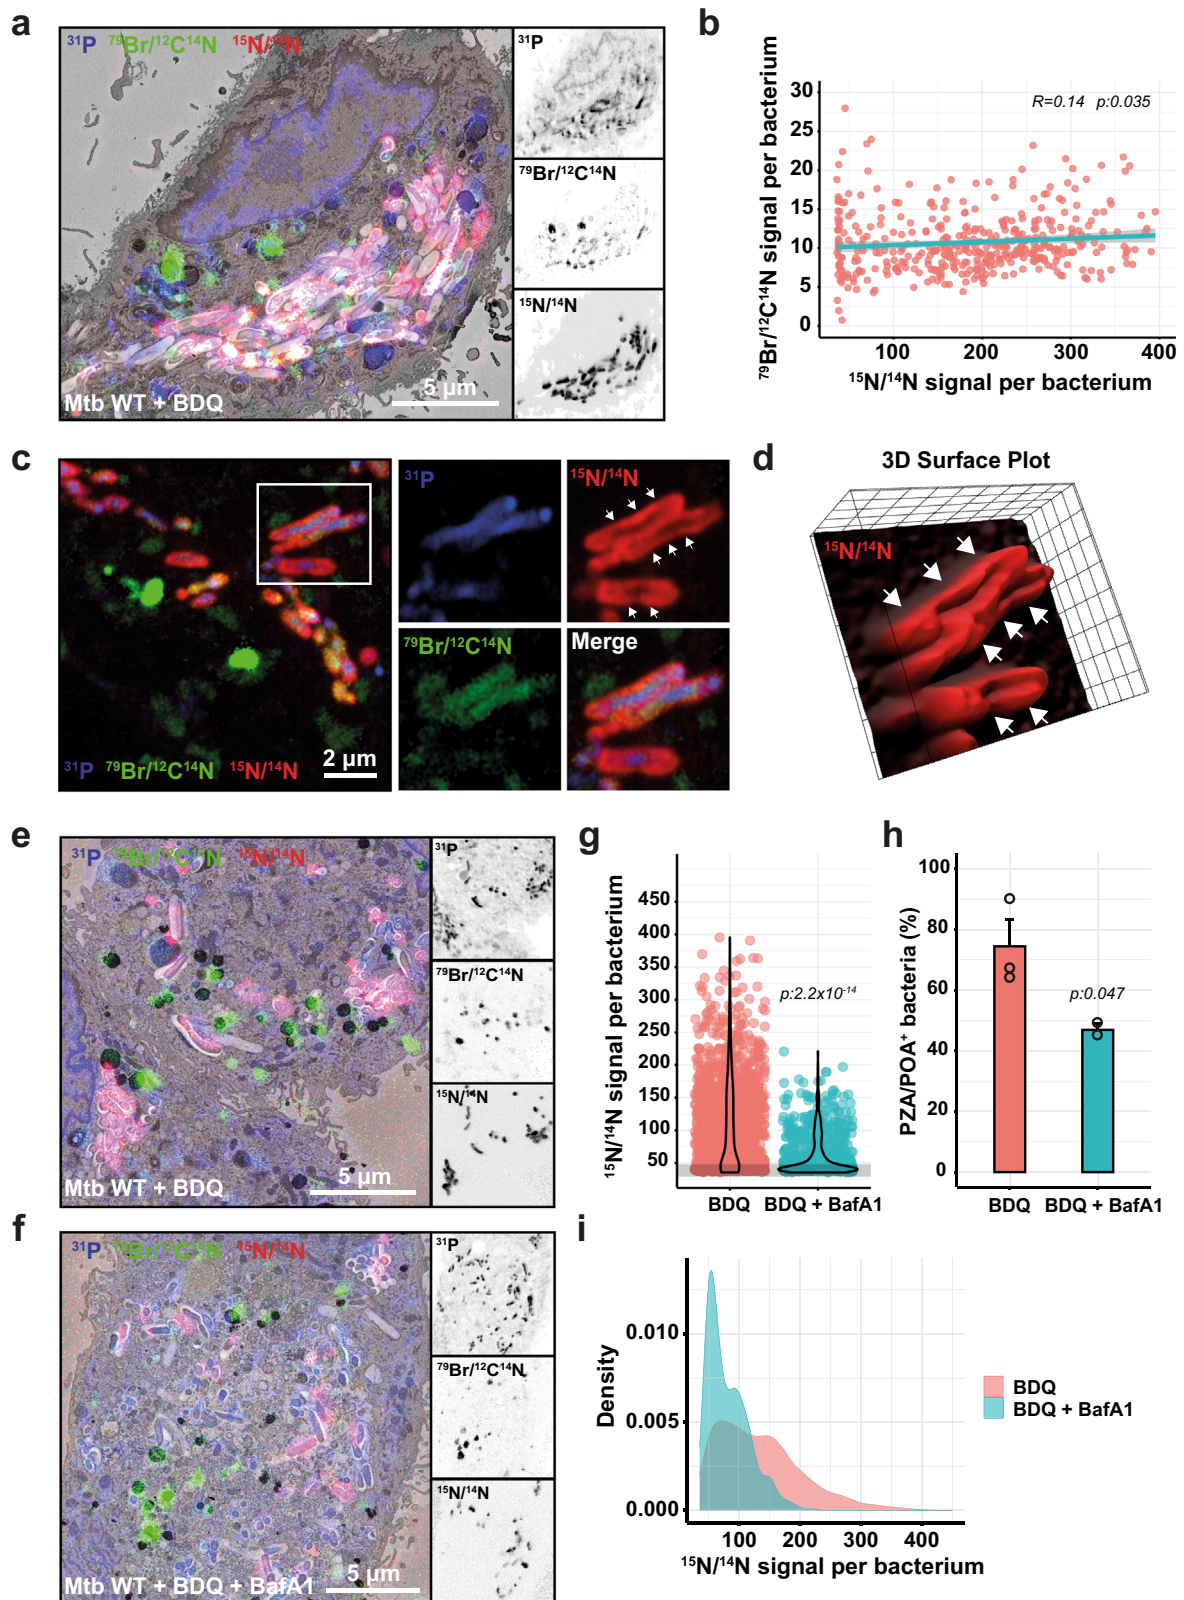 a
³¹P ⁷⁹Br/¹²C¹⁴N ¹⁵N/¹⁴N
Mtb WT + BDQ
5 µm
³¹P
⁷⁹Br/¹²C¹⁴N
¹⁵N/¹⁴N
b
⁷⁹Br/¹²C¹⁴N signal per bacterium
30
25
20
15
10
5
0
R=0.14 p:0.035
100 200 300 400
¹⁵N/¹⁴N signal per bacterium
c
³¹P ⁷⁹Br/¹²C¹⁴N ¹⁵N/¹⁴N
2 µm
³¹P
¹⁵N/¹⁴N
⁷⁹Br/¹²C¹⁴N
Merge
d
3D Surface Plot
¹⁵N/¹⁴N
e
³¹P ⁷⁹Br/¹²C¹⁴N ¹⁵N/¹⁴N
Mtb WT + BDQ
5 µm
³¹P
⁷⁹Br/¹²C¹⁴N
¹⁵N/¹⁴N
f
³¹P ⁷⁹Br/¹²C¹⁴N ¹⁵N/¹⁴N
Mtb WT + BDQ + BafA1
5 µm
³¹P
⁷⁹Br/¹²C¹⁴N
¹⁵N/¹⁴N
g
¹⁵N/¹⁴N signal per bacterium
450
400
350
300
250
200
150
100
50
p:2.2x10⁻¹⁴
BDQ BDQ + BafA1
h
PZA/POA⁺ bacteria (%)
100
80
60
40
20
0
p:0.047
BDQ BDQ + BafA1
i
Density
0.010
0.005
0.000
100 200 300 400
¹⁵N/¹⁴N signal per bacterium
BDQ
BDQ + BafA1